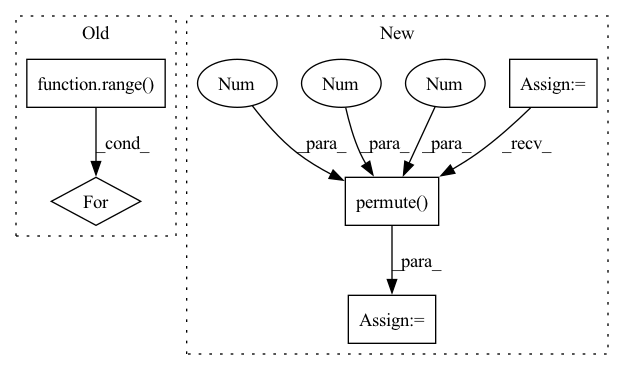 Old
New
function.range()
Num
Num
Num
Assign:=
_cond_
_para_
_para_
_para_
_recv_
For
permute()
_para_
Assign:=